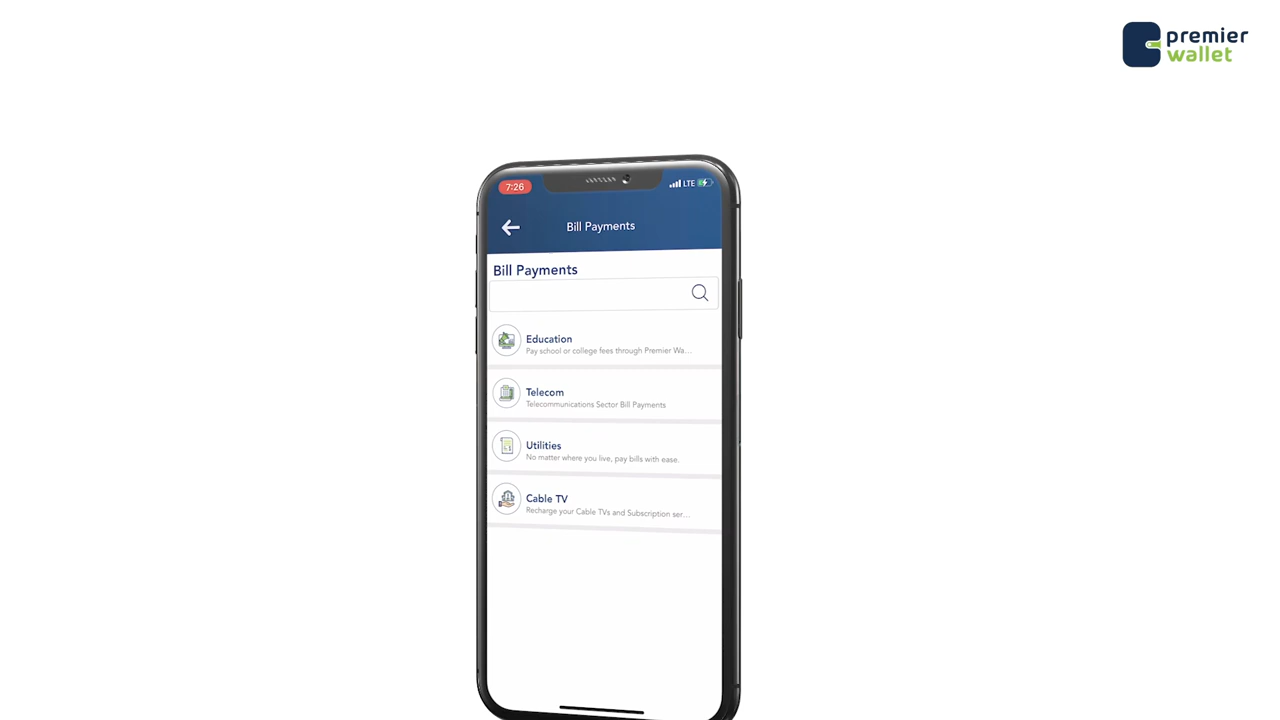 premier
wallet
7:26
LTE
Bill Payments
Bill Payments
Education
Pay school or college fees through Premier Wa...
Telecom
Telecommunications Sector Bill Payments
Utilities
No matter where you live, pay bills with ease.
Cable TV
Recharge your Cable TVs and Subscription ser...